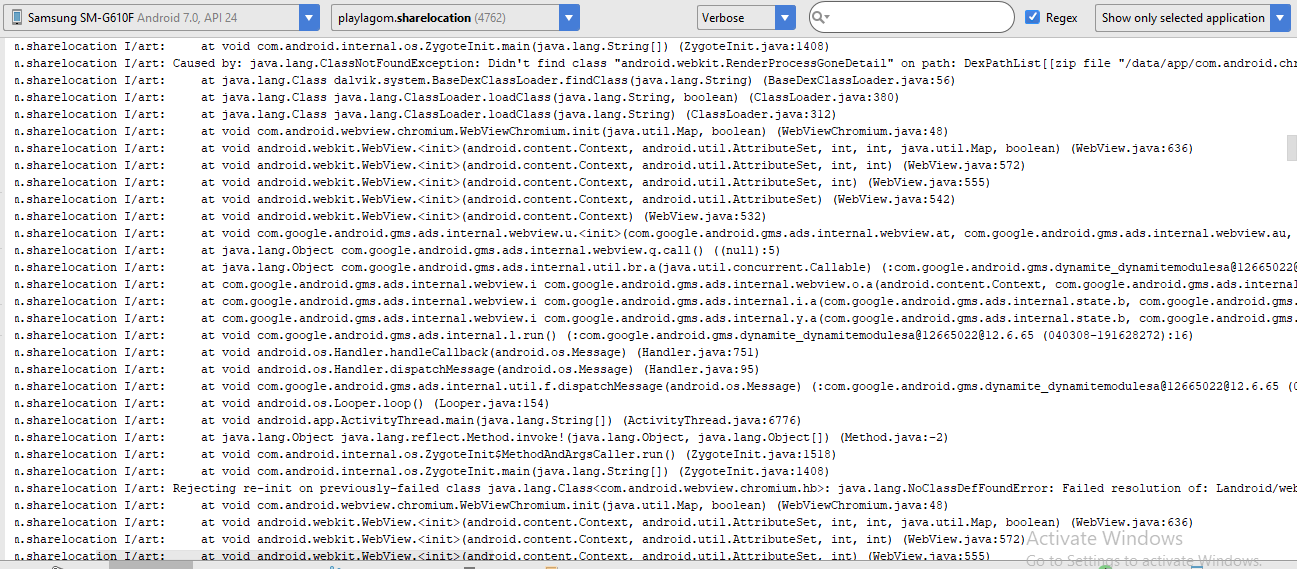 Samsung SM-G610F Android 7.0, API 24 playlagom.sharelocation (4762) Verbose Regex Show only selected application
n.sharelocation I/art:     at void com.android.internal.os.ZygoteInit.main(java.lang.String[]) (ZygoteInit.java:1408)
n.sharelocation I/art: Caused by: java.lang.ClassNotFoundException: Didn't find class "android.webkit.RenderProcessGoneDetail" on path: DexPathList[[zip file "/data/app/com.android.chr
n.sharelocation I/art:     at java.lang.Class dalvik.system.BaseDexClassLoader.findClass(java.lang.String) (BaseDexClassLoader.java:56)
n.sharelocation I/art:     at java.lang.Class java.lang.ClassLoader.loadClass(java.lang.String, boolean) (ClassLoader.java:380)
n.sharelocation I/art:     at java.lang.Class java.lang.ClassLoader.loadClass(java.lang.String) (ClassLoader.java:312)
n.sharelocation I/art:     at void com.android.webview.chromium.WebViewChromium.init(java.util.Map, boolean) (WebViewChromium.java:48)
n.sharelocation I/art:     at void android.webkit.WebView.<init>(android.content.Context, android.util.AttributeSet, int, int, java.util.Map, boolean) (WebView.java:636)
n.sharelocation I/art:     at void android.webkit.WebView.<init>(android.content.Context, android.util.AttributeSet, int, int) (WebView.java:572)
n.sharelocation I/art:     at void android.webkit.WebView.<init>(android.content.Context, android.util.AttributeSet, int) (WebView.java:555)
n.sharelocation I/art:     at void android.webkit.WebView.<init>(android.content.Context, android.util.AttributeSet) (WebView.java:542)
n.sharelocation I/art:     at void android.webkit.WebView.<init>(android.content.Context) (WebView.java:532)
n.sharelocation I/art:     at void com.google.android.gms.ads.internal.webview.u.<init>(com.google.android.gms.ads.internal.webview.at, com.google.android.gms.ads.internal.webview.au,
n.sharelocation I/art:     at java.lang.Object com.google.android.gms.ads.internal.webview.q.call() ((null):5)
n.sharelocation I/art:     at java.lang.Object com.google.android.gms.ads.internal.util.br.a(java.util.concurrent.Callable) (:com.google.android.gms.dynamite_dynamitemodulesa@12665022@
n.sharelocation I/art:     at com.google.android.gms.ads.internal.webview.i com.google.android.gms.ads.internal.webview.o.a(android.content.Context, com.google.android.gms.ads.internal
n.sharelocation I/art:     at com.google.android.gms.ads.internal.webview.i com.google.android.gms.ads.internal.i.a(com.google.android.gms.ads.internal.state.b, com.google.android.gms.
n.sharelocation I/art:     at com.google.android.gms.ads.internal.webview.i com.google.android.gms.ads.internal.y.a(com.google.android.gms.ads.internal.state.b, com.google.android.gms.
n.sharelocation I/art:     at void com.google.android.gms.ads.internal.l.run() (:com.google.android.gms.dynamite_dynamitemodulesa@12665022@12.6.65 (040308-191628272):16)
n.sharelocation I/art:     at void android.os.Handler.handleCallback(android.os.Message) (Handler.java:751)
n.sharelocation I/art:     at void android.os.Handler.dispatchMessage(android.os.Message) (Handler.java:95)
n.sharelocation I/art:     at void com.google.android.gms.ads.internal.util.f.dispatchMessage(android.os.Message) (:com.google.android.gms.dynamite_dynamitemodulesa@12665022@12.6.65 (0
n.sharelocation I/art:     at void android.os.Looper.loop() (Looper.java:154)
n.sharelocation I/art:     at void android.app.ActivityThread.main(java.lang.String[]) (ActivityThread.java:6776)
n.sharelocation I/art:     at java.lang.Object java.lang.reflect.Method.invoke!(java.lang.Object, java.lang.Object[]) (Method.java:-2)
n.sharelocation I/art:     at void com.android.internal.os.ZygoteInit$MethodAndArgsCaller.run() (ZygoteInit.java:1518)
n.sharelocation I/art:     at void com.android.internal.os.ZygoteInit.main(java.lang.String[]) (ZygoteInit.java:1408)
n.sharelocation I/art: Rejecting re-init on previously-failed class java.lang.Class<com.android.webview.chromium.hb>: java.lang.NoClassDefFoundError: Failed resolution of: Landroid/web
n.sharelocation I/art:     at void com.android.webview.chromium.WebViewChromium.init(java.util.Map, boolean) (WebViewChromium.java:48)
n.sharelocation I/art:     at void android.webkit.WebView.<init>(android.content.Context, android.util.AttributeSet, int, int, java.util.Map, boolean) (WebView.java:636)
n.sharelocation I/art:     at void android.webkit.WebView.<init>(android.content.Context, android.util.AttributeSet, int, int) (WebView.java:572)
Activate Windows
n.sharelocation I/art:     at void android.webkit.WebView.<init>(android.content.Context, android.util.AttributeSet, int) (WebView.java:555)
Go to Settings to activate Windows.